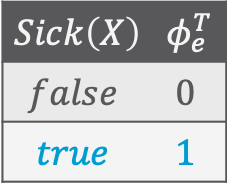 Sick(X) ϕ_e^T
false 0
true 1